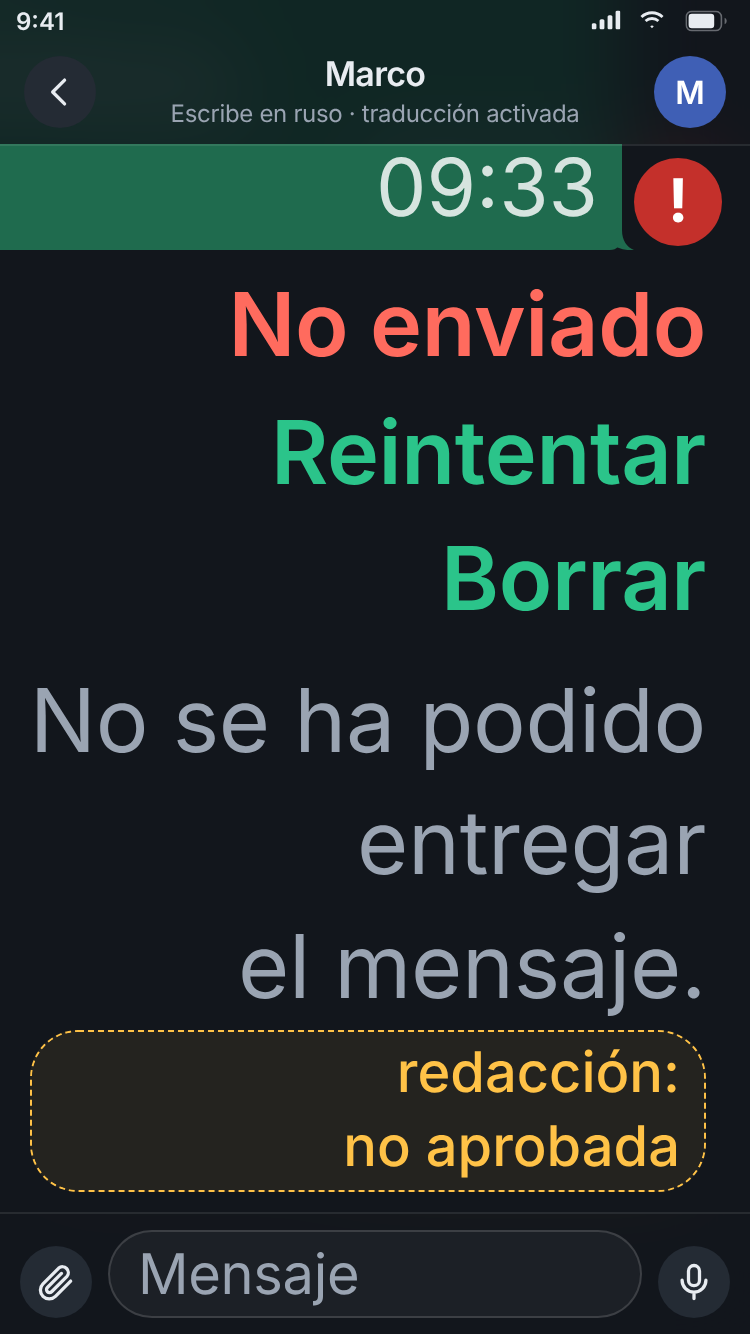 9:41
Marco
Escribe en ruso · traducción activada
M
09:33
!
No enviado
Reintentar
Borrar
No se ha podido
entregar
el mensaje.
redacción:
no aprobada
Mensaje